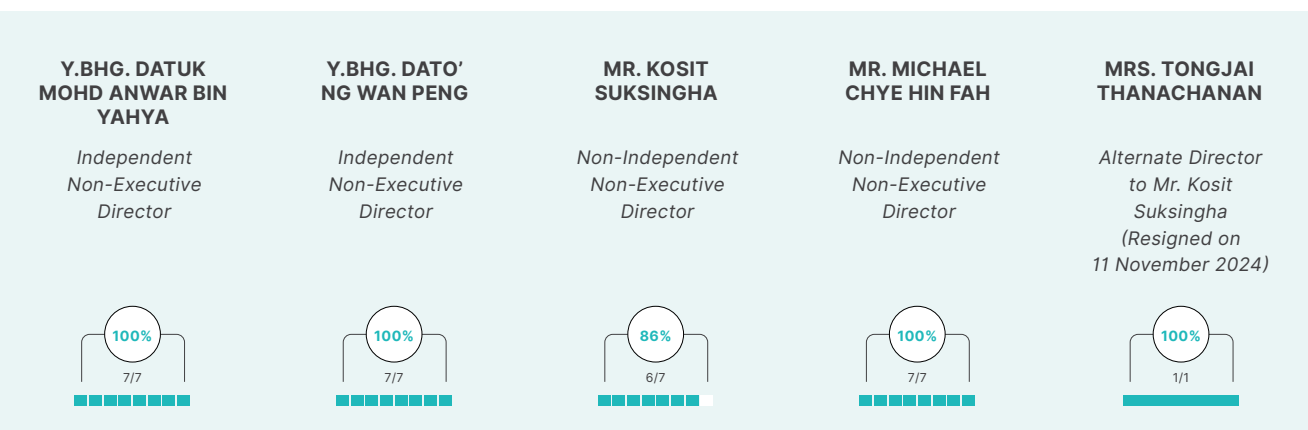 Y.BHG. DATUK
MOHD ANWAR BIN
YAHYA
Independent
Non-Executive
Director
100%
7/7
Y.BHG. DATO’
NG WAN PENG
Independent
Non-Executive
Director
100%
7/7
MR. KOSIT
SUKSINGHA
Non-Independent
Non-Executive
Director
86%
6/7
MR. MICHAEL
CHYE HIN FAH
Non-Independent
Non-Executive
Director
100%
7/7
MRS. TONGJAI
THANACHANAN
Alternate Director
to Mr. Kosit
Suksingha
(Resigned on
11 November 2024)
100%
1/1